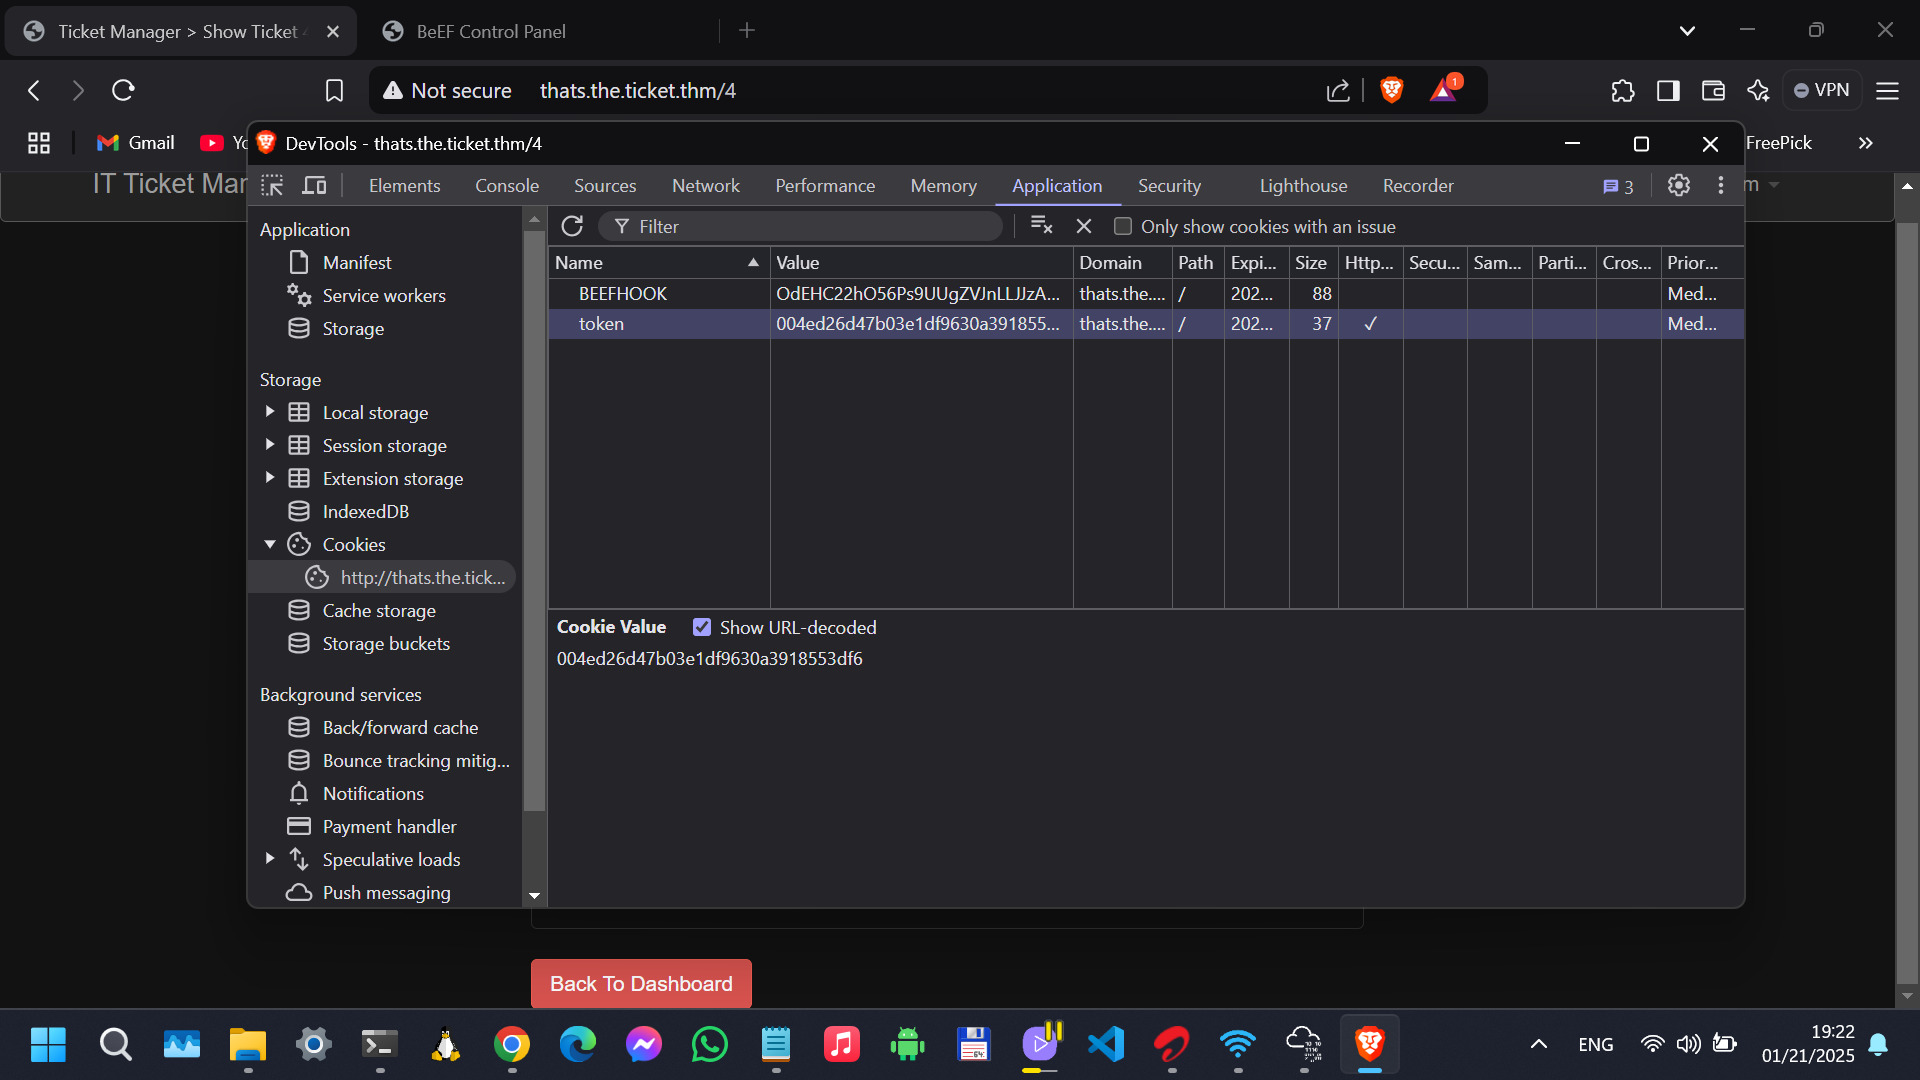 Ticket Manager > Show Ticket
BeEF Control Panel
Not secure
thats.the.ticket.thm/4
1
VPN
Gmail
FreePick
IT Ticket Mar
DevTools - thats.the.ticket.thm/4
Elements
Console
Sources
Network
Performance
Memory
Application
Security
Lighthouse
Recorder
3
m
Application
Manifest
Service workers
Storage
Storage
Local storage
Session storage
Extension storage
IndexedDB
Cookies
http://thats.the.tick...
Cache storage
Storage buckets
Background services
Back/forward cache
Bounce tracking mitig...
Notifications
Payment handler
Speculative loads
Push messaging
Filter
Only show cookies with an issue
Name Value Domain Path Expi... Size Http... Secu... Sam... Parti... Cros... Prior...
BEEFHOOK OdEHC22hO56Ps9UUgZVJnLLJJzA... thats.the.... / 202... 88 Med...
token 004ed26d47b03e1df9630a391855... thats.the.... / 202... 37 ✓ Med...
Cookie Value
Show URL-decoded
004ed26d47b03e1df9630a3918553df6
Back To Dashboard
64
ENG
19:22
01/21/2025